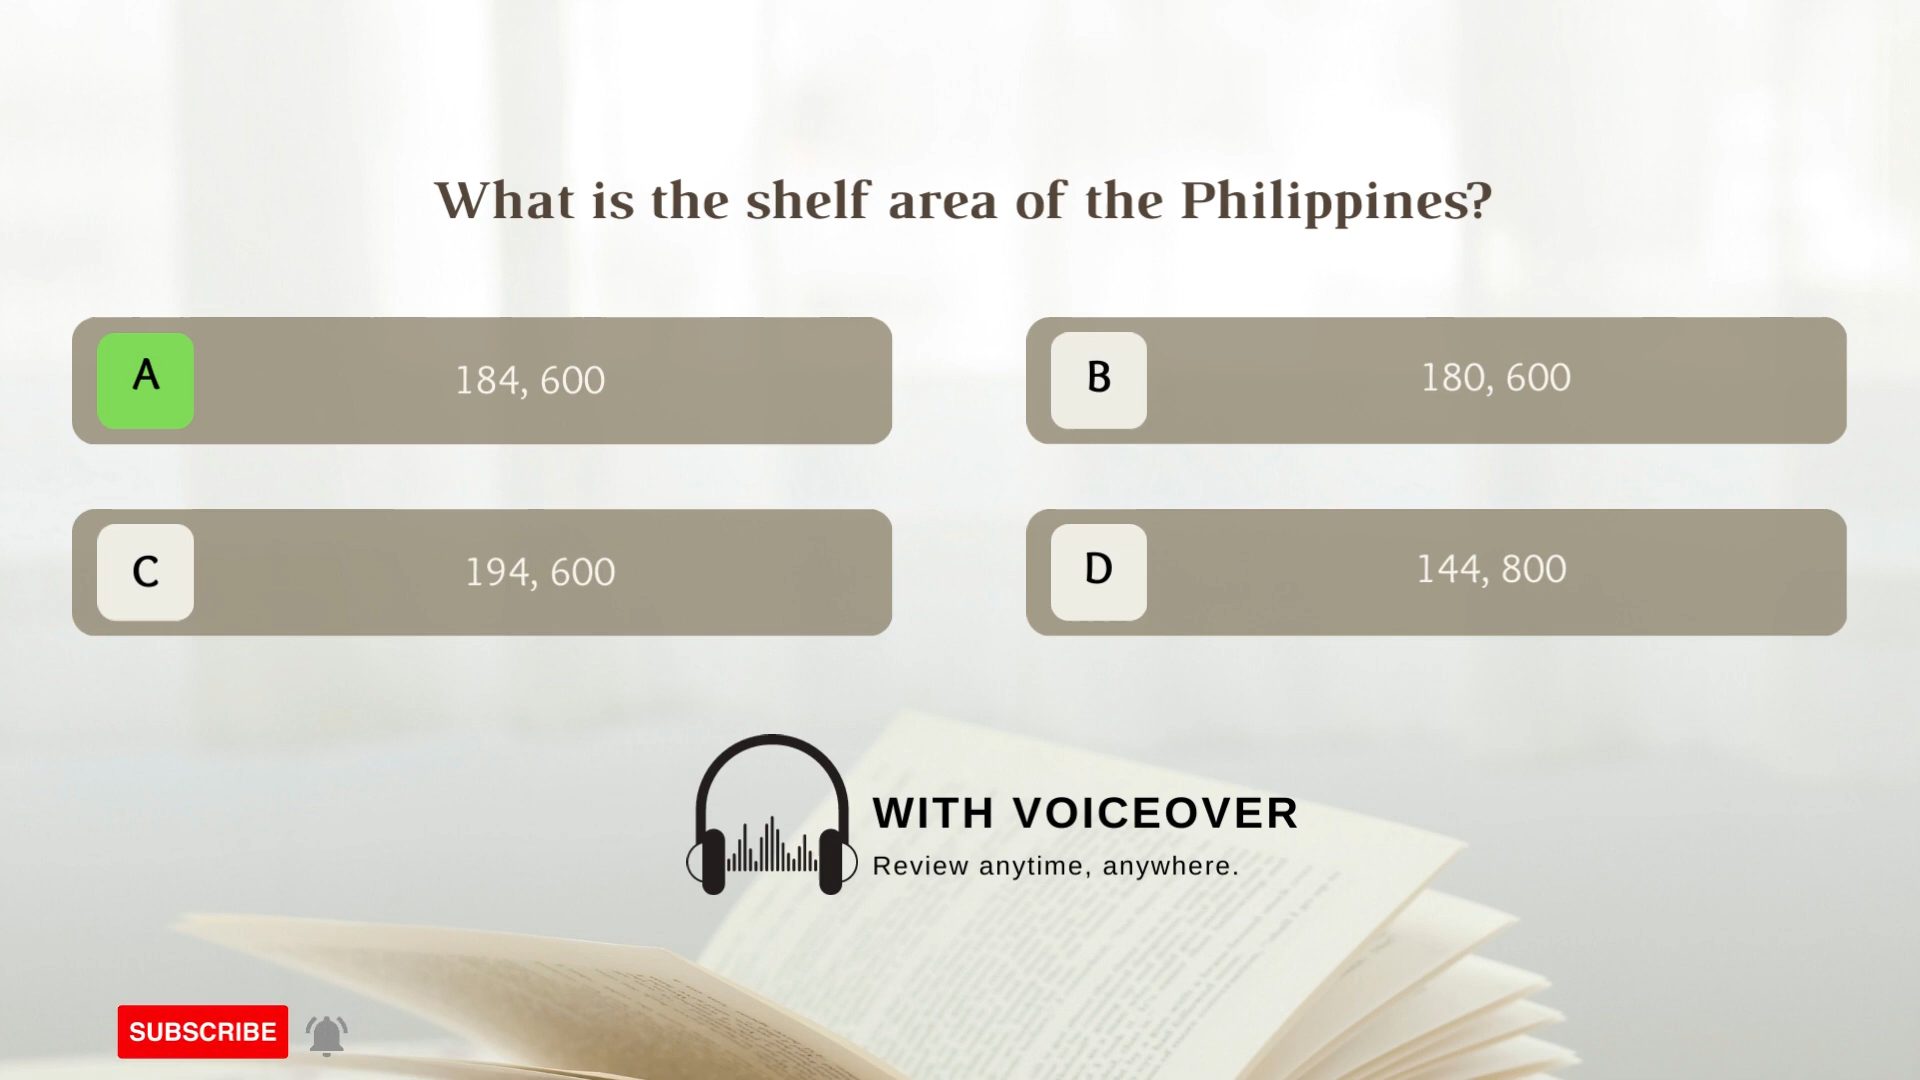 What is the shelf area of the Philippines?
A
184, 600
B
180, 600
C
194, 600
D
144, 800
WITH VOICEOVER
Review anytime, anywhere.
SUBSCRIBE